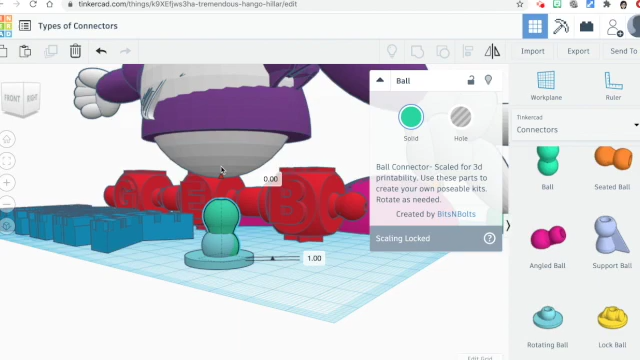 tinkercad.com/things/k9XEfjws3ha-tremendous-hango-hillar/edit
Types of Connectors
Import
Export
Send To
FRONT
RIGHT
Ball
Solid
Hole
Ball Connector- Scaled for 3d
printability. Use these parts to
create your own poseable kits.
Rotate as needed.
Created by BitsNBolts
Scaling Locked
?
0.00
1.00
Workplane
Ruler
Tinkercad
Connectors
Ball
Seated Ball
Angled Ball
Support Ball
Rotating Ball
Lock Ball
Edit Grid